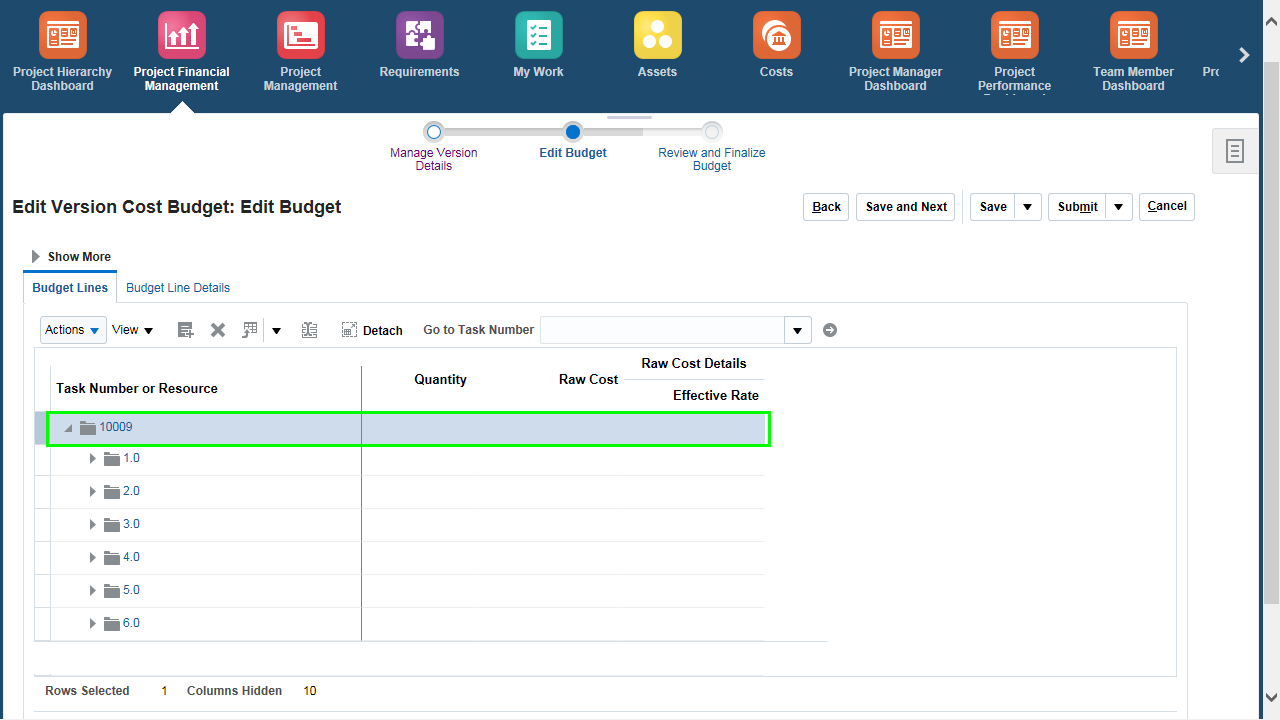 Project Hierarchy
Dashboard
Project Financial
Management
Project
Management
Requirements
My Work
Assets
Costs
Project Manager
Dashboard
Project
Performance
Team Member
Dashboard
Manage Version
Details
Edit Budget
Review and Finalize
Budget
Edit Version Cost Budget: Edit Budget
Back
Save and Next
Save
Submit
Cancel
Show More
Budget Lines
Budget Line Details
Actions
View
Detach
Go to Task Number
Task Number or Resource
Quantity
Raw Cost
Raw Cost Details
Effective Rate
10009
1.0
2.0
3.0
4.0
5.0
6.0
Rows Selected 1 Columns Hidden 10